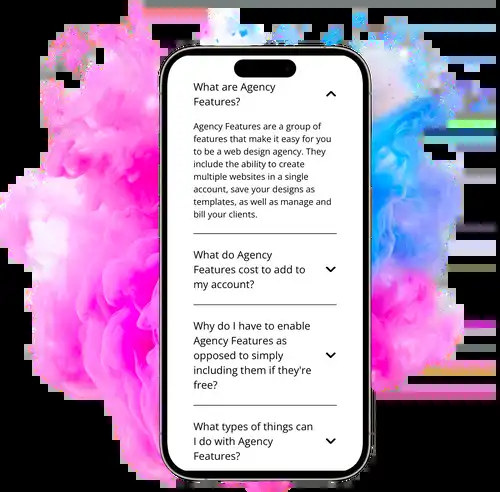 What are Agency
Features?
Agency Features are a group of
features that make it easy for you
to be a web design agency. They
include the ability to create
multiple websites in a single
account, save your designs as
templates, as well as manage and
bill your clients.
What do Agency
Features cost to add to
my account?
Why do I have to enable
Agency Features as
opposed to simply
including them if they're
free?
What types of things can
I do with Agency
Features?